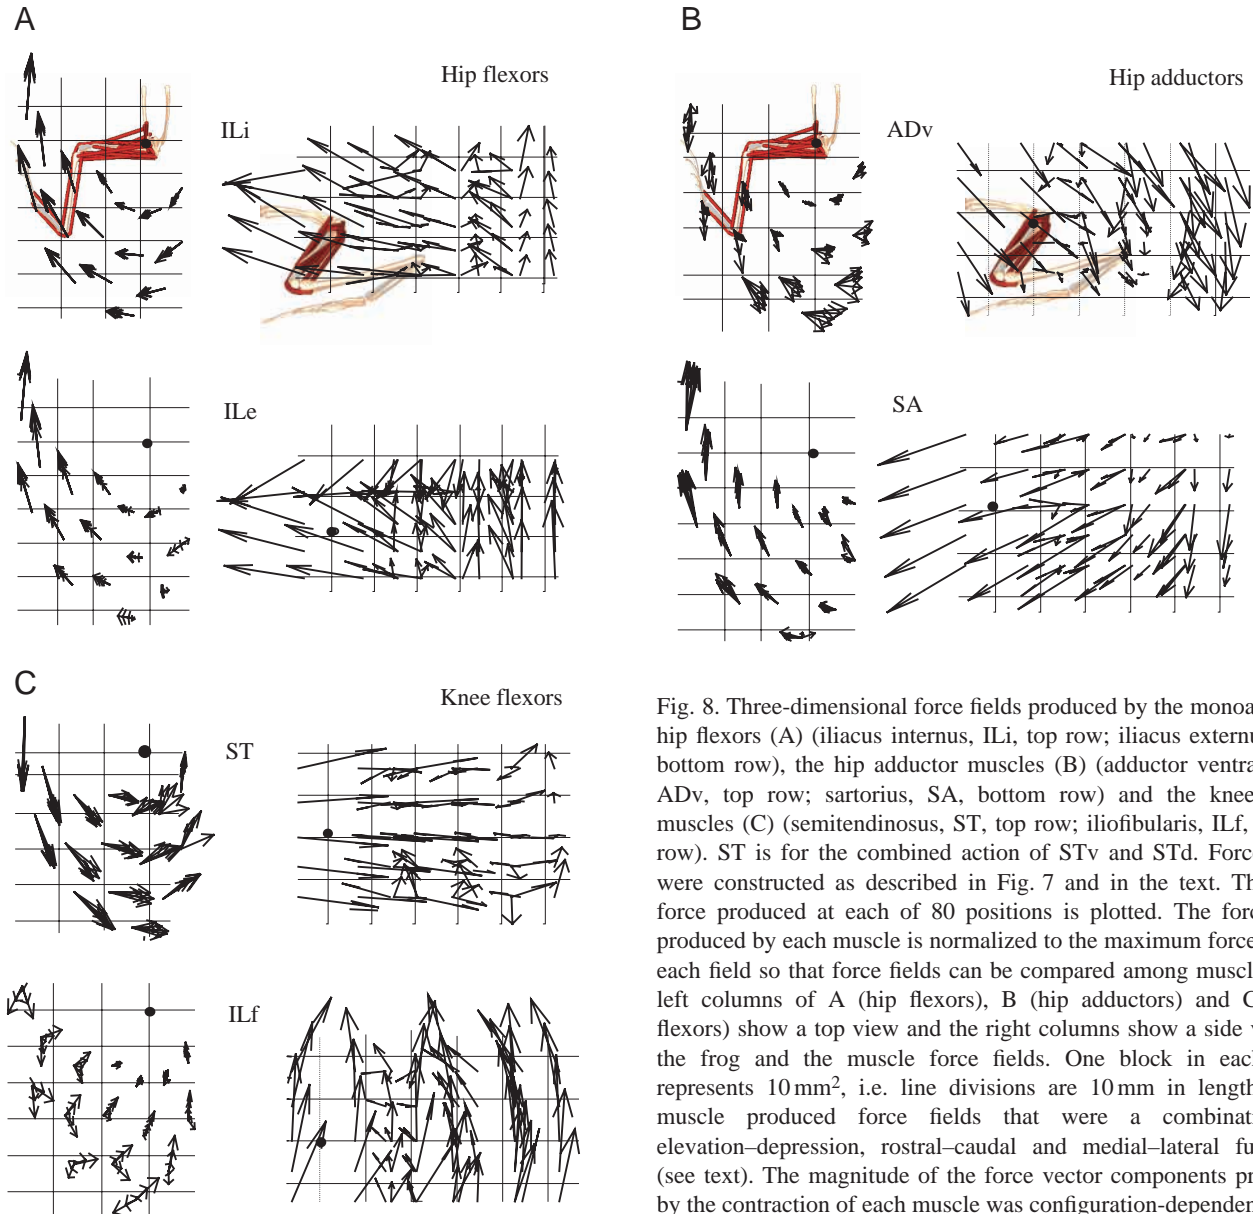 A
Hip flexors
ILi
ILe
B
Hip adductors
ADv
SA
C
Knee flexors
ST
ILf
Fig. 8. Three-dimensional force fields produced by the monoa
hip flexors (A) (iliacus internus, ILi, top row; iliacus externu
bottom row), the hip adductor muscles (B) (adductor ventra
ADv, top row; sartorius, SA, bottom row) and the knee
muscles (C) (semitendinosus, ST, top row; iliofibularis, ILf,
row). ST is for the combined action of STv and STd. Force
were constructed as described in Fig. 7 and in the text. Th
force produced at each of 80 positions is plotted. The forc
produced by each muscle is normalized to the maximum force
each field so that force fields can be compared among muscl
left columns of A (hip flexors), B (hip adductors) and C
flexors) show a top view and the right columns show a side v
the frog and the muscle force fields. One block in each
represents 10 mm², i.e. line divisions are 10 mm in length
muscle produced force fields that were a combinati
elevation–depression, rostral–caudal and medial–lateral fu
(see text). The magnitude of the force vector components pr
by the contraction of each muscle was configuration-dependen